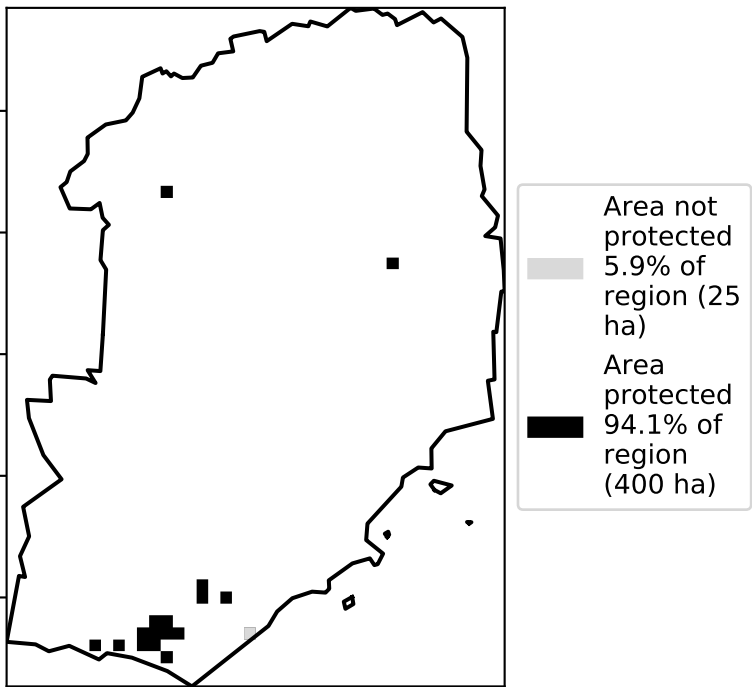 Area not
protected
5.9% of
region (25
ha)
Area
protected
94.1% of
region
(400 ha)